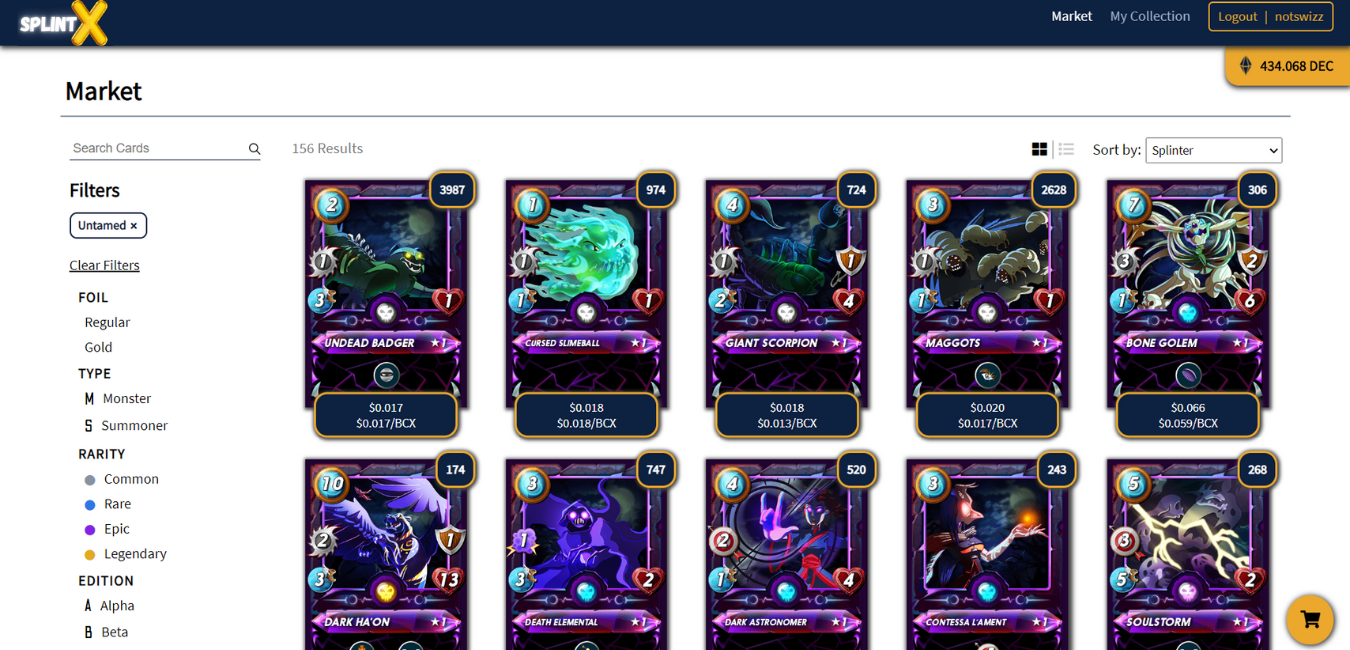 SPLINTX
Market
My Collection
Logout | notswizz
434.068 DEC
Market
Search Cards
156 Results
Sort by: Splinter
Filters
Untamed ×
Clear Filters
FOIL
Regular
Gold
TYPE
M Monster
S Summoner
RARITY
Common
Rare
Epic
Legendary
EDITION
A Alpha
B Beta
3987
2
1
3
1
UNDEAD BADGER ★1
$0.017
$0.017/BCX
974
1
1
1
1
CURSED SLIMEBALL ★1
$0.018
$0.018/BCX
724
4
1
1
2
4
GIANT SCORPION ★1
$0.018
$0.013/BCX
2628
3
1
1
1
MAGGOTS ★1
$0.020
$0.017/BCX
306
7
3
2
1
6
BONE GOLEM ★1
$0.066
$0.059/BCX
174
10
2
1
3
13
DARK HA'ON ★1
747
3
1
3
2
DEATH ELEMENTAL ★1
520
4
2
1
4
DARK ASTRONOMER ★1
243
3
CONTESSA L'AMENT ★1
268
5
3
5
2
SOULSTORM ★1